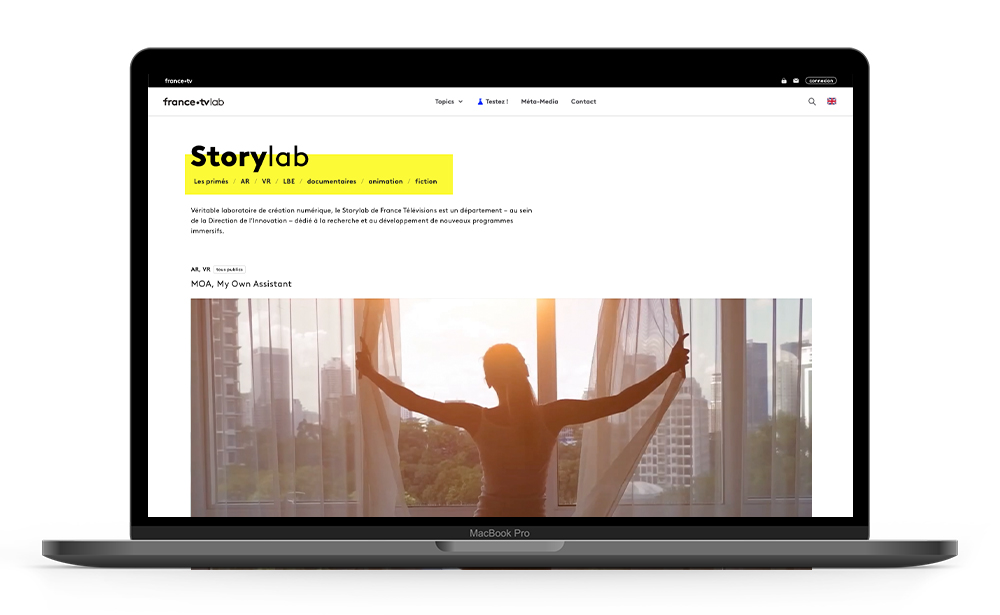 france•tv
connexion
france•tvlab
Topics
Testez !
Méta-Media
Contact
Storylab
Les primés / AR / VR / LBE / documentaires / animation / fiction
Véritable laboratoire de création numérique, le Storylab de France Télévisions est un département – au sein
de la Direction de l'Innovation – dédié à la recherche et au développement de nouveaux programmes
immersifs.
AR, VR tous publics
MOA, My Own Assistant
MacBook Pro